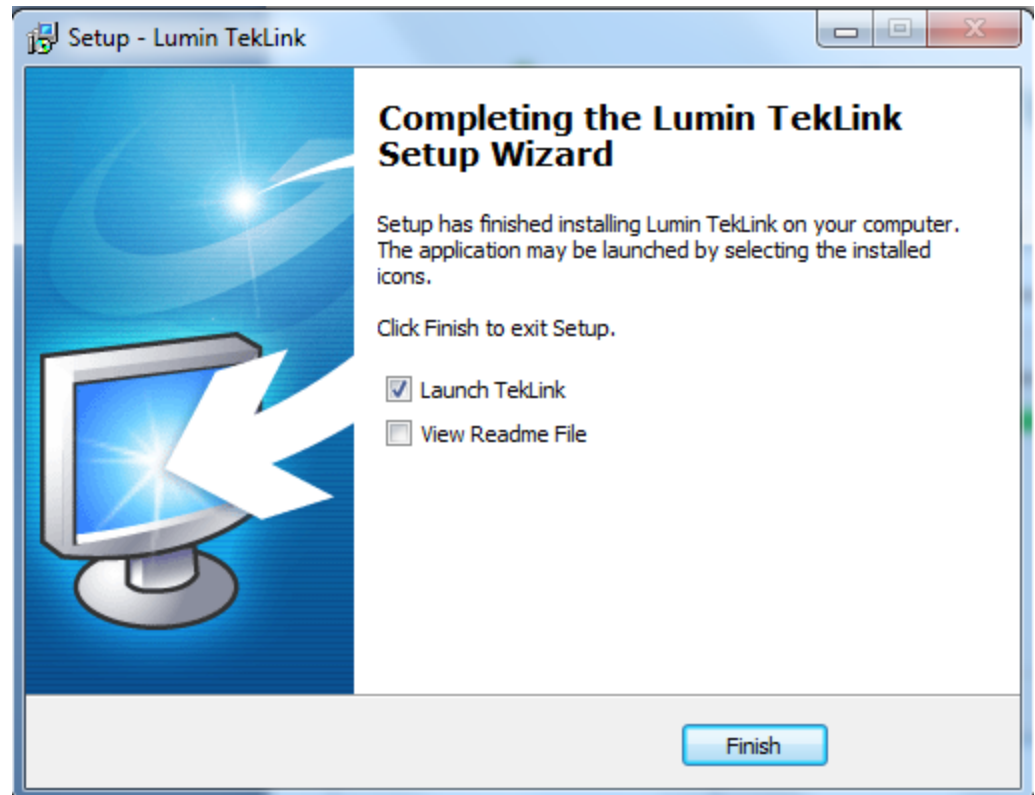 Setup - Lumin TekLink
Completing the Lumin TekLink
Setup Wizard
Setup has finished installing Lumin TekLink on your computer.
The application may be launched by selecting the installed
icons.
Click Finish to exit Setup.
Launch TekLink
View Readme File
Finish